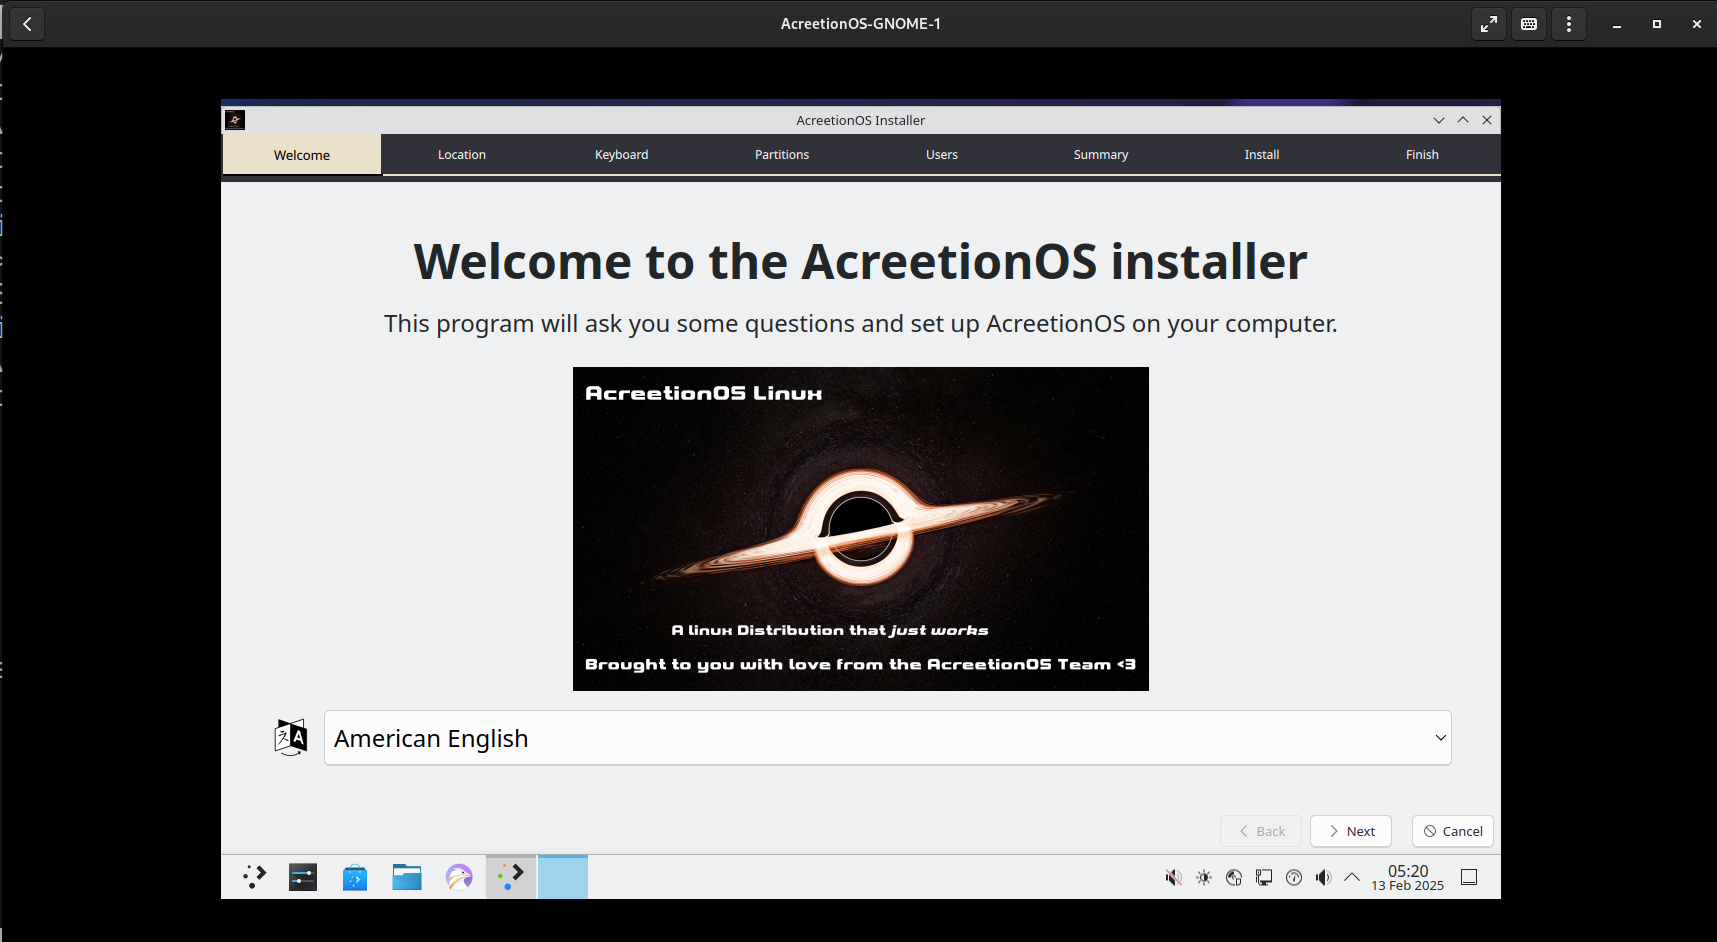 AcreetionOS-GNOME-1
AcreetionOS Installer
Welcome Location Keyboard Partitions Users Summary Install Finish
Welcome to the AcreetionOS installer
This program will ask you some questions and set up AcreetionOS on your computer.
AcreetionOS Linux
A linux Distribution that just works
Brought to you with love from the AcreetionOS Team <3
American English
Back Next Cancel
05:20
13 Feb 2025